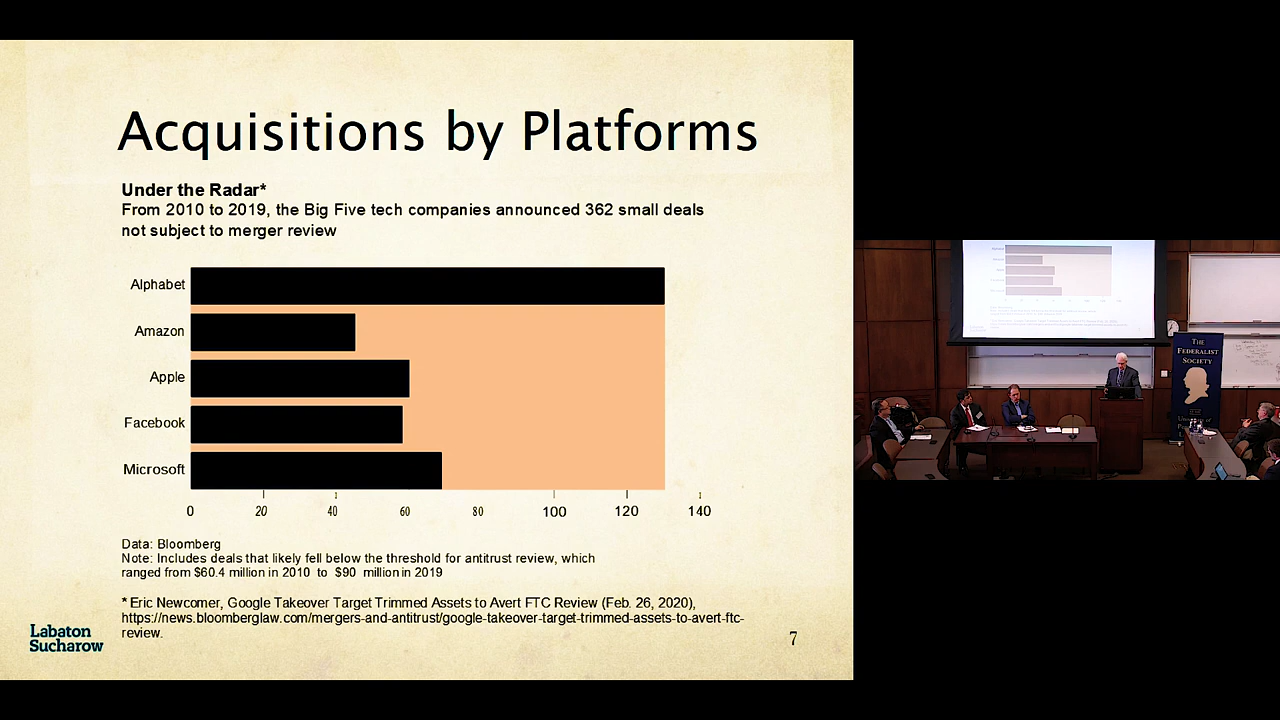 Acquisitions by Platforms
Under the Radar*
From 2010 to 2019, the Big Five tech companies announced 362 small deals
not subject to merger review
Alphabet
Amazon
Apple
Facebook
Microsoft
0 20 40 60 80 100 120 140
Data: Bloomberg
Note: Includes deals that likely fell below the threshold for antitrust review, which
ranged from $60.4 million in 2010 to $90 million in 2019
* Eric Newcomer, Google Takeover Target Trimmed Assets to Avert FTC Review (Feb. 26, 2020),
https://news.bloomberglaw.com/mergers-and-antitrust/google-takeover-target-trimmed-assets-to-avert-ftc-
review.
Labaton
Sucharow
7
THE
FEDERALIST
SOCIETY